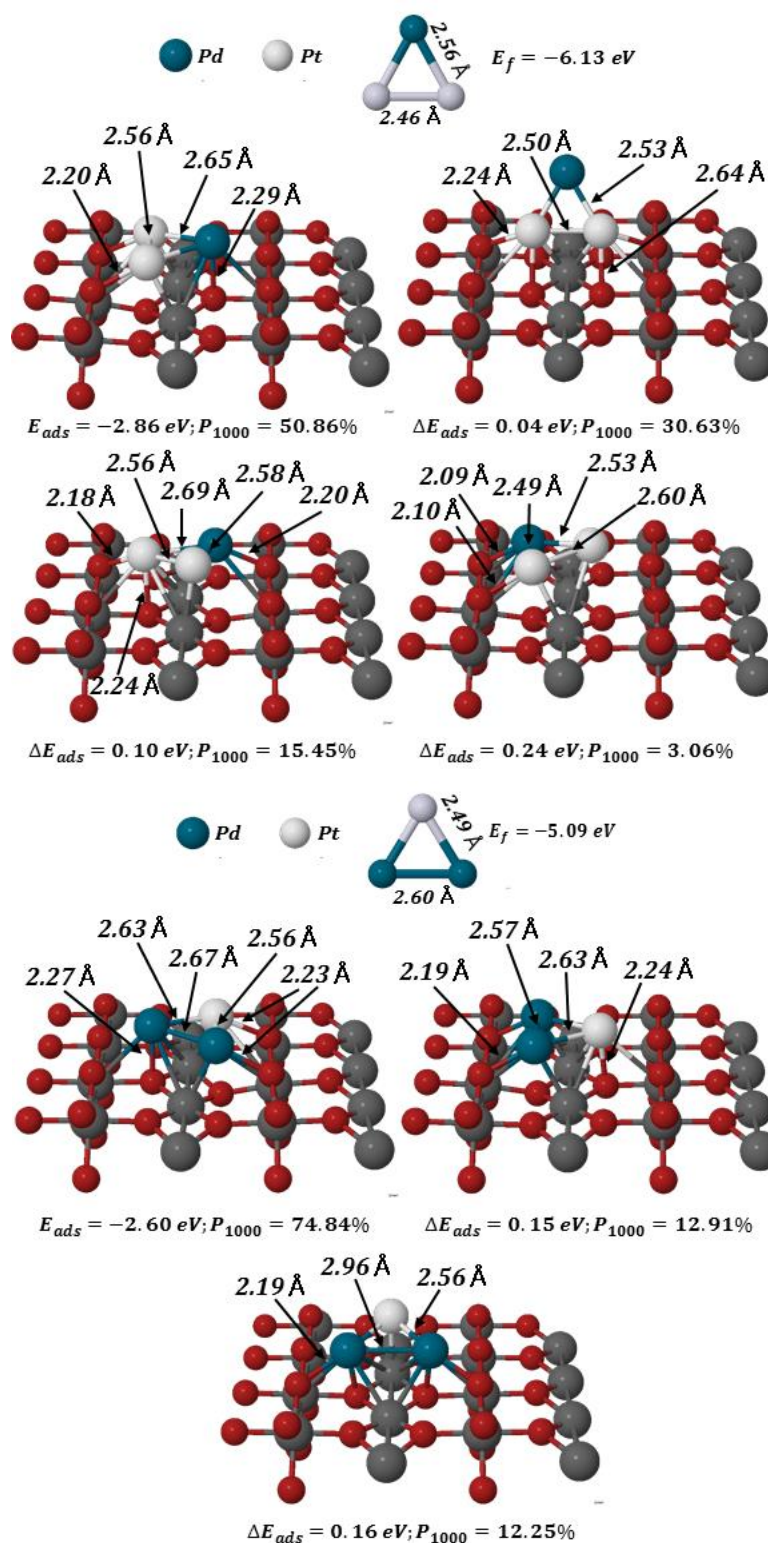 Pd Pt 2.56 Å E_f = −6.13 eV
2.46 Å
2.56 Å
2.65 Å
2.20 Å
2.29 Å
2.50 Å
2.53 Å
2.24 Å
2.64 Å
E_ads = −2.86 eV; P_1000 = 50.86%
ΔE_ads = 0.04 eV; P_1000 = 30.63%
2.56 Å
2.58 Å
2.18 Å
2.69 Å
2.20 Å
2.24 Å
2.53 Å
2.09 Å
2.49 Å
2.60 Å
2.10 Å
ΔE_ads = 0.10 eV; P_1000 = 15.45%
ΔE_ads = 0.24 eV; P_1000 = 3.06%
Pd Pt 2.49 Å E_f = −5.09 eV
2.60 Å
2.63 Å
2.56 Å
2.67 Å
2.27 Å
2.23 Å
2.57 Å
2.63 Å
2.19 Å
2.24 Å
E_ads = −2.60 eV; P_1000 = 74.84%
ΔE_ads = 0.15 eV; P_1000 = 12.91%
2.96 Å
2.19 Å
2.56 Å
ΔE_ads = 0.16 eV; P_1000 = 12.25%